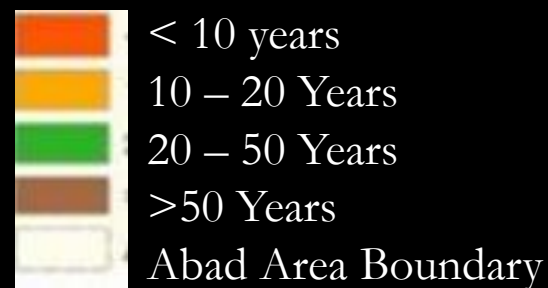 < 10 years
10 – 20 Years
20 – 50 Years
>50 Years
Abad Area Boundary